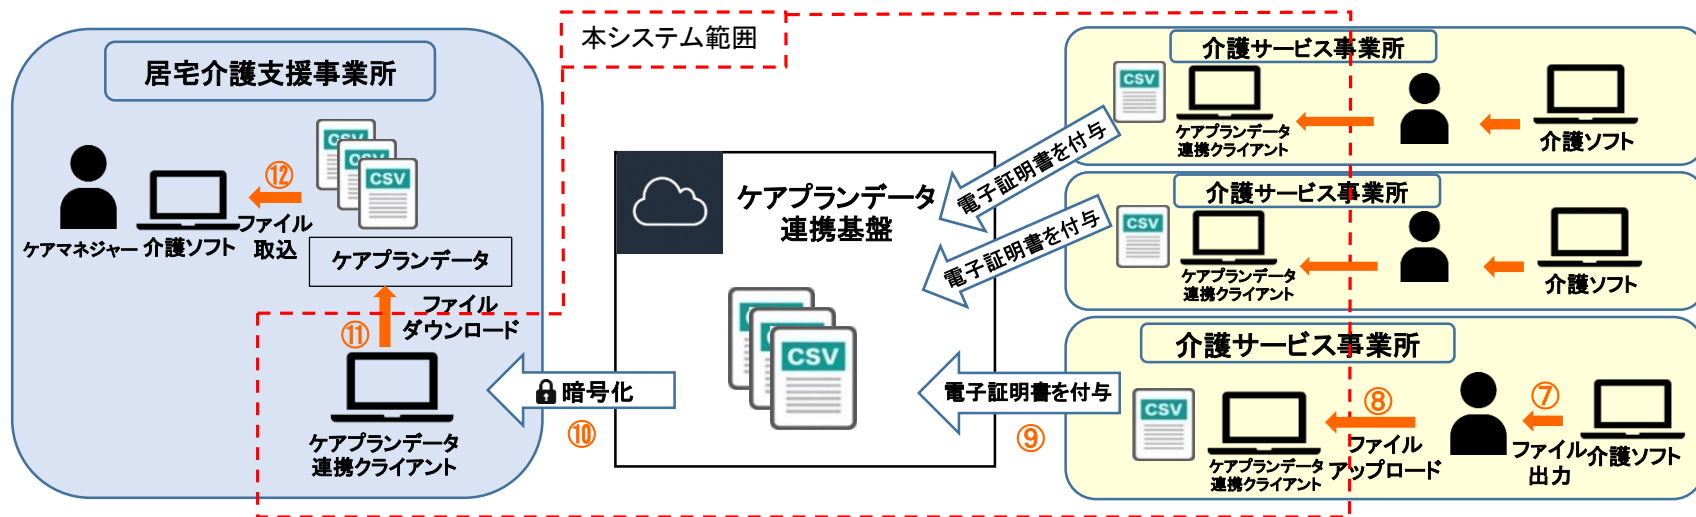 本システム範囲
居宅介護支援事業所
CSV
CSV
CSV
⑫
ファイル
取込
ケアマネジャー
介護ソフト
ケアプランデータ
⑪
ファイル
ダウンロード
ケアプランデータ
連携クライアント
暗号化
⑩
ケアプランデータ
連携基盤
CSV
電子証明書を付与
電子証明書を付与
電子証明書を付与
⑨
介護サービス事業所
CSV
ケアプランデータ
連携クライアント
介護ソフト
介護サービス事業所
CSV
ケアプランデータ
連携クライアント
介護ソフト
介護サービス事業所
CSV
ケアプランデータ
連携クライアント
⑧
ファイル
アップロード
⑦
ファイル
出力
介護ソフト